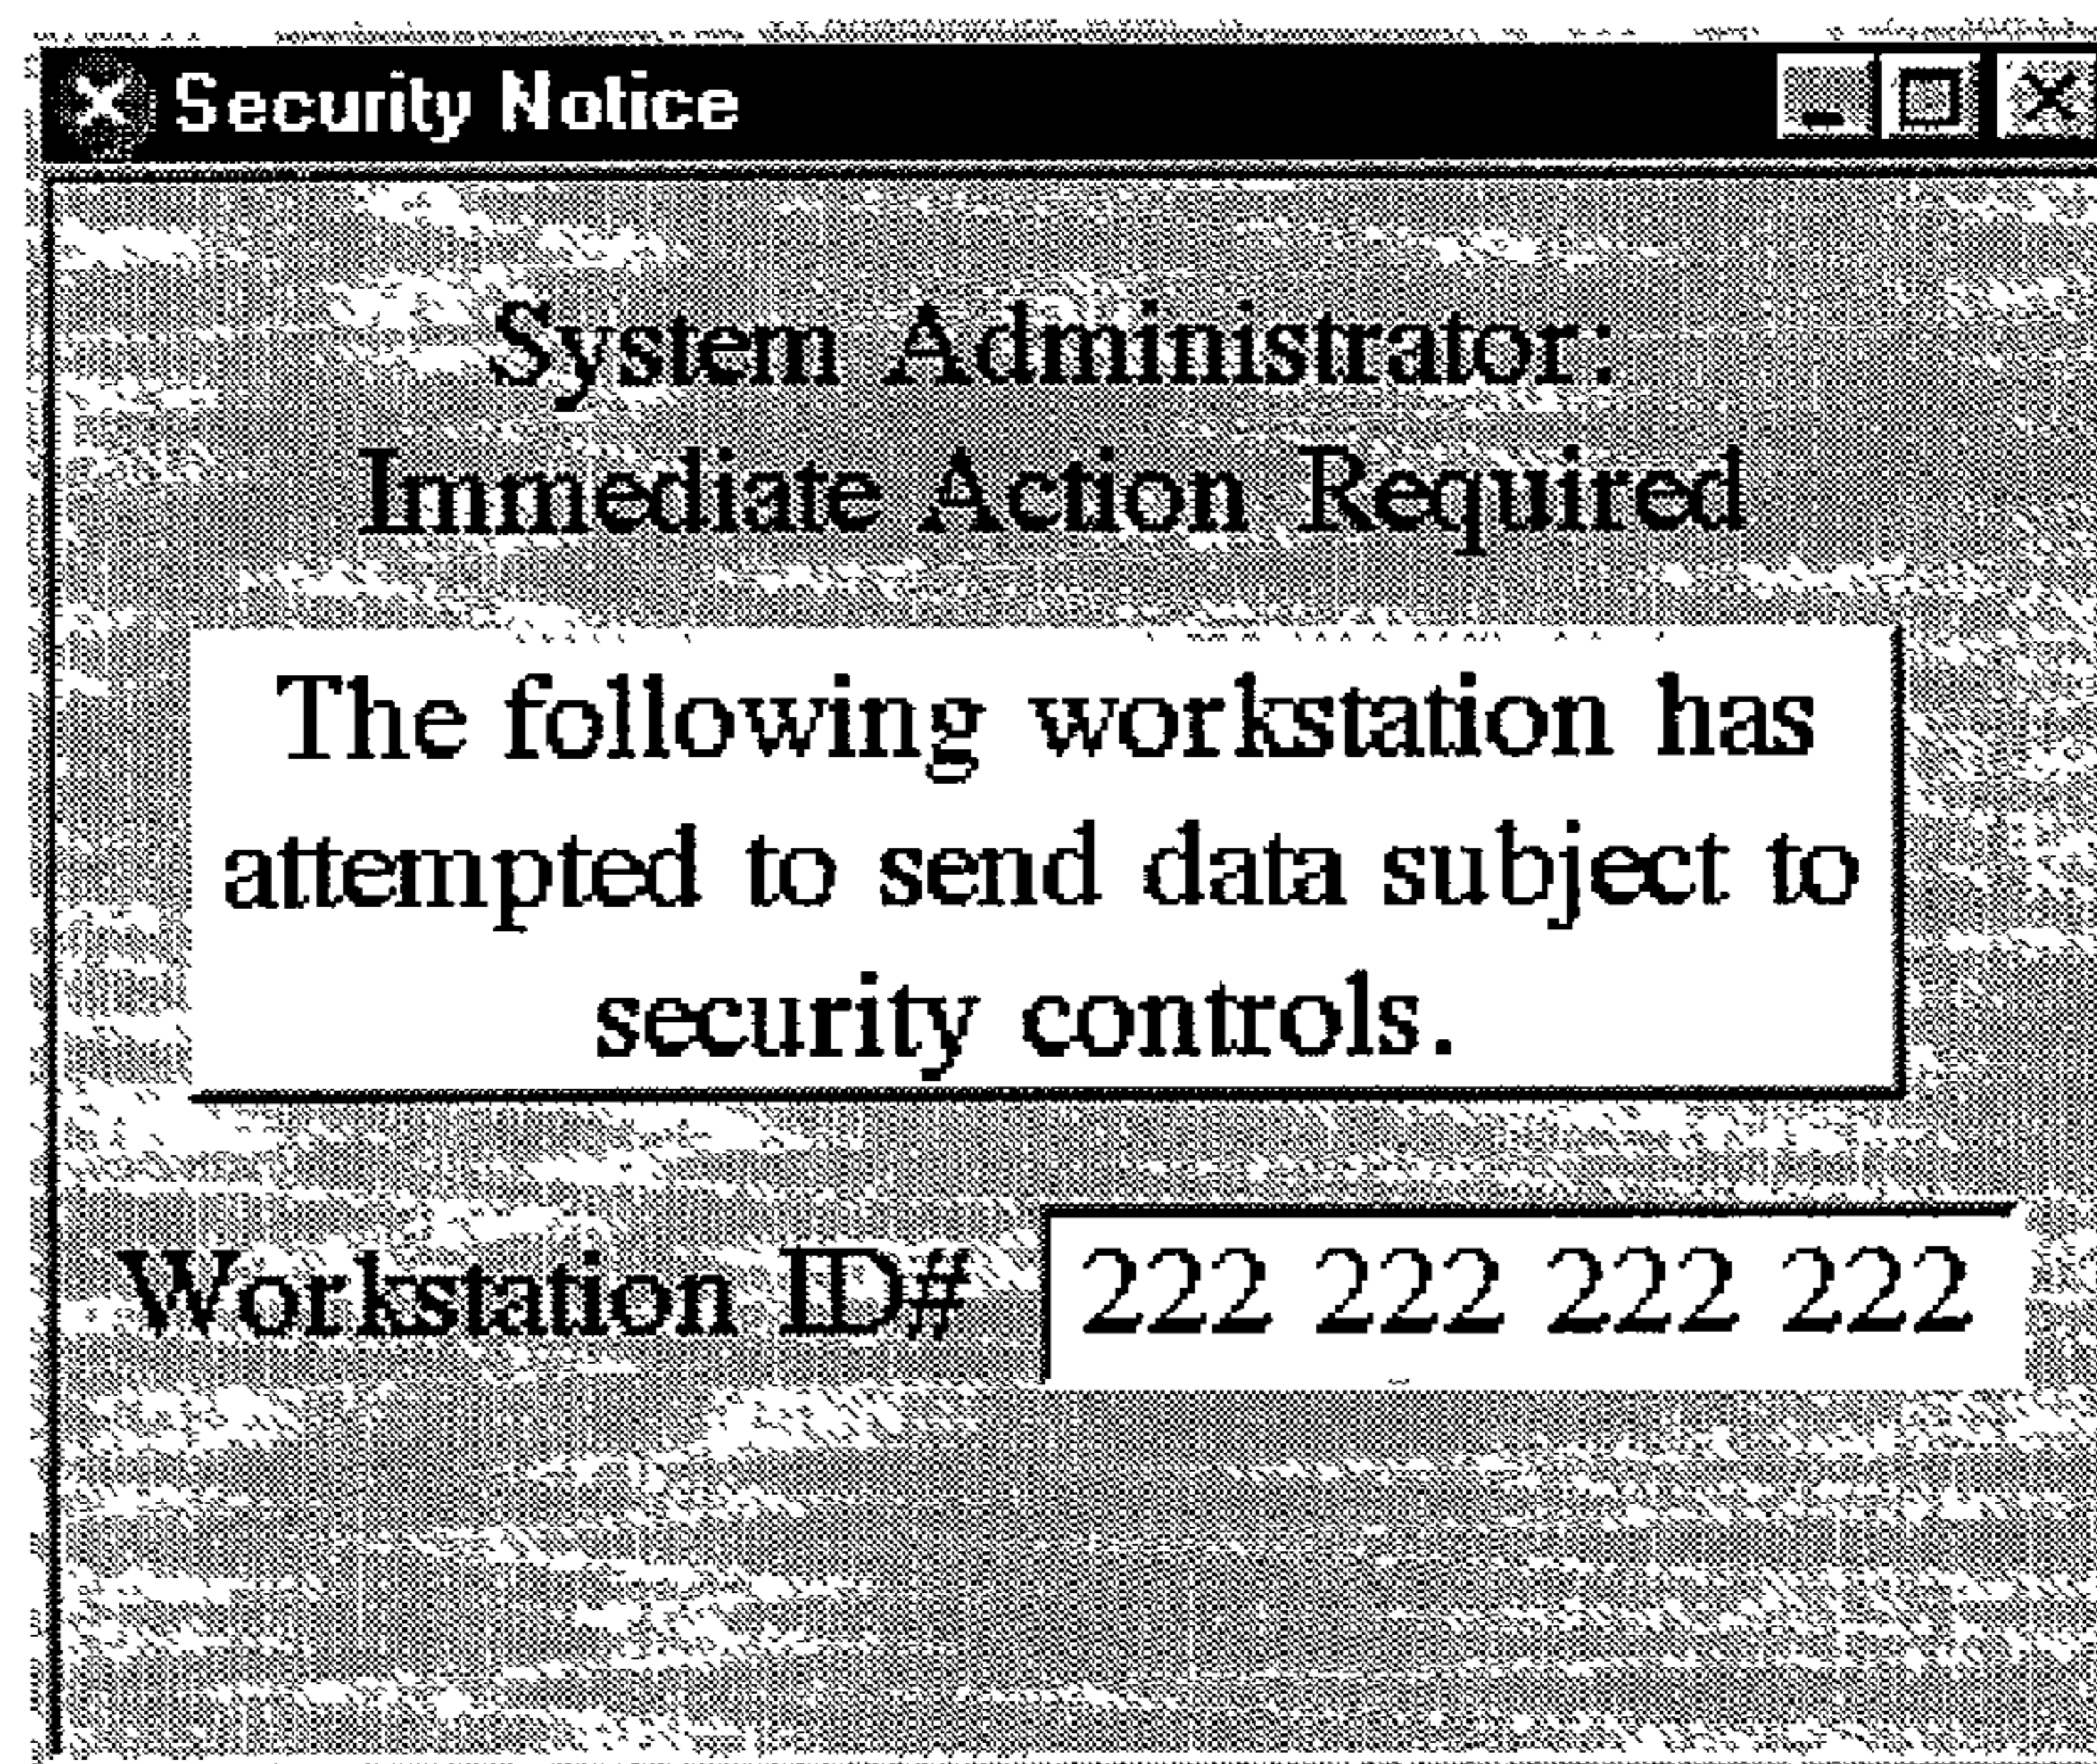 Security Notice
System Administrator:
Immediate Action Required
The following workstation has
attempted to send data subject to
security controls.
Workstation ID# 222 222 222 222